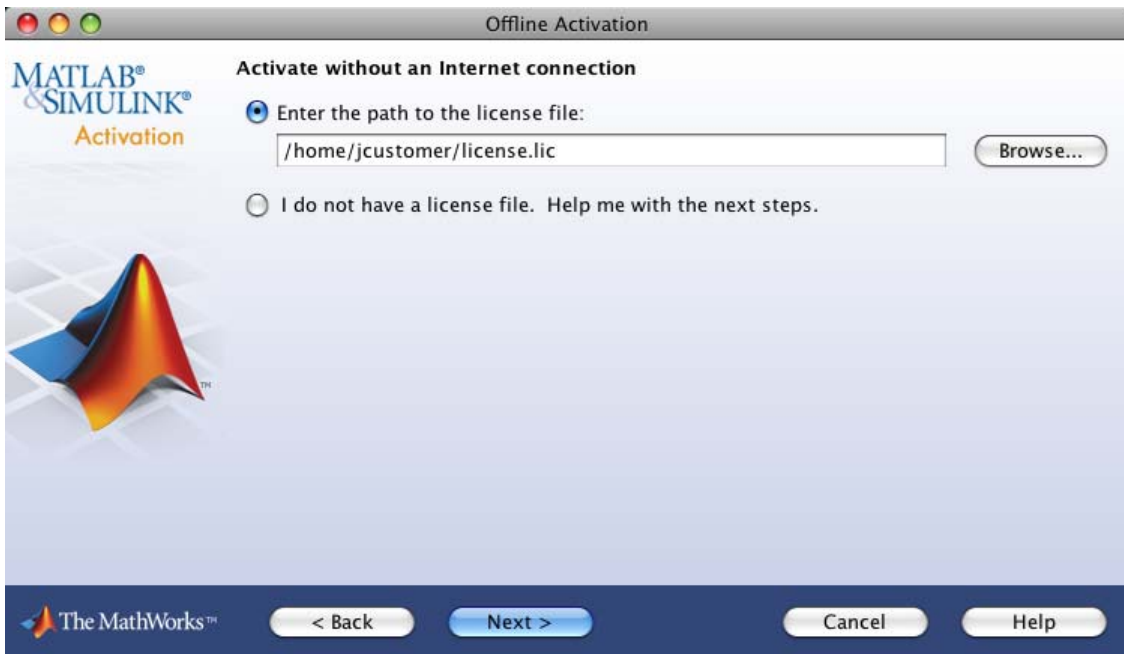 Offline Activation
MATLAB®
&SIMULINK®
Activation
Activate without an Internet connection
Enter the path to the license file:
/home/jcustomer/license.lic
Browse...
I do not have a license file. Help me with the next steps.
TM
The MathWorks™
< Back
Next >
Cancel
Help